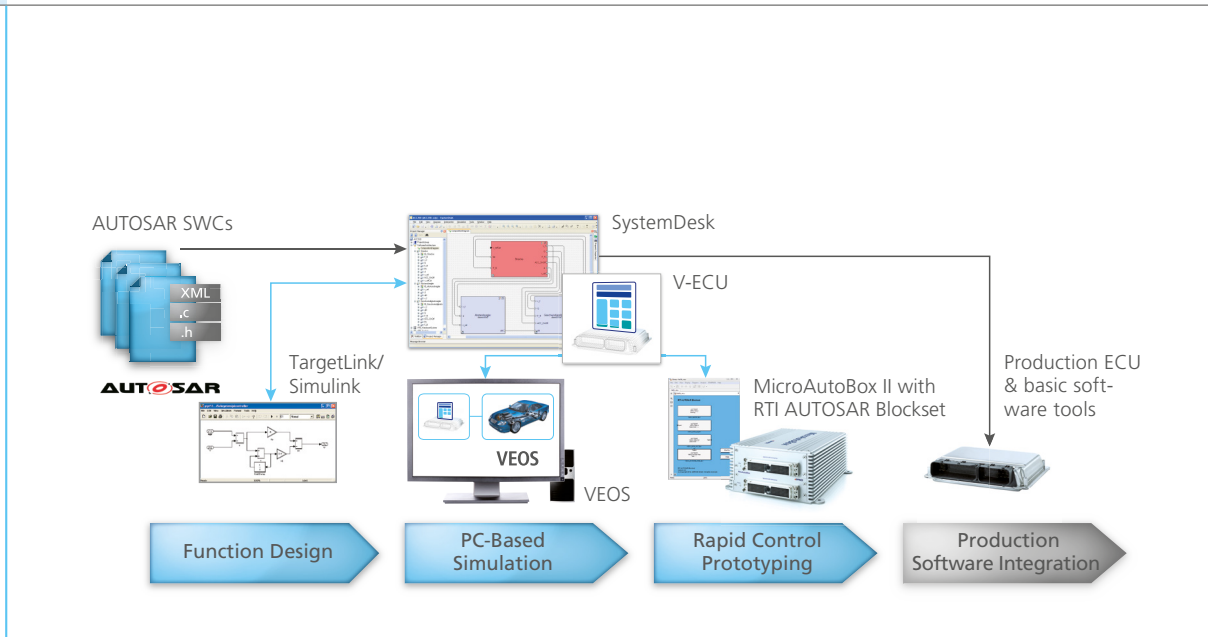 AUTOSAR SWCs
SystemDesk
V-ECU
XML
.c
.h
AUTOSAR
TargetLink/
Simulink
VEOS
VEOS
MicroAutoBox II with
RTI AUTOSAR Blockset
Production ECU
& basic soft-
ware tools
Function Design
PC-Based
Simulation
Rapid Control
Prototyping
Production
Software Integration